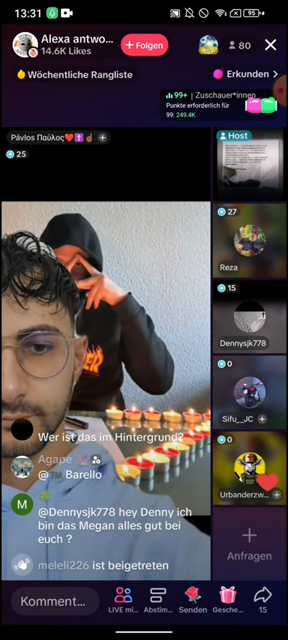 13:31
95
Alexa antwo...
14.6K Likes
+ Folgen
80
Wöchentliche Rangliste
Erkunden >
99+ | Zuschauer*innen
Punkte erforderlich für
99: 249.4K
Pávlos Παύλος
25
Host
27
Reza
15
Dennysjk778
0
Sifu_JC
0
Urbanderzw...
Anfragen
Wer ist das im Hintergrund?
Agape
@ Barello
M
@Dennysjk778 hey Denny ich
bin das Megan alles gut bei
euch ?
meleli226 ist beigetreten
Komment...
LIVE mi...
Abstim...
Senden
Gesche...
15